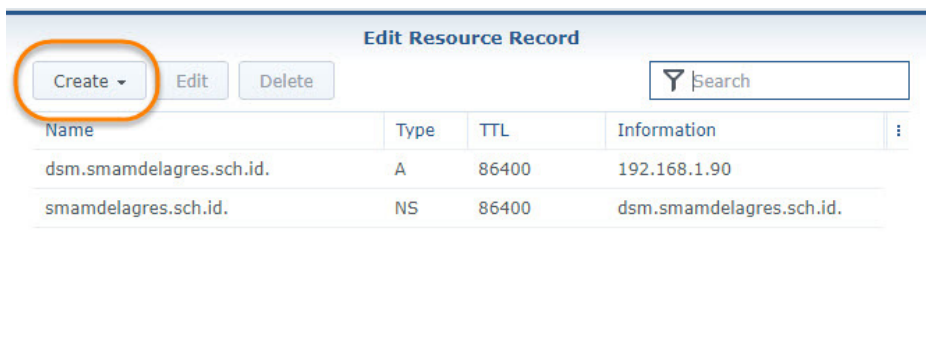 Edit Resource Record
Create Edit Delete Search
Name Type TTL Information
dsm.smamdelagres.sch.id. A 86400 192.168.1.90
smamdelagres.sch.id. NS 86400 dsm.smamdelagres.sch.id.